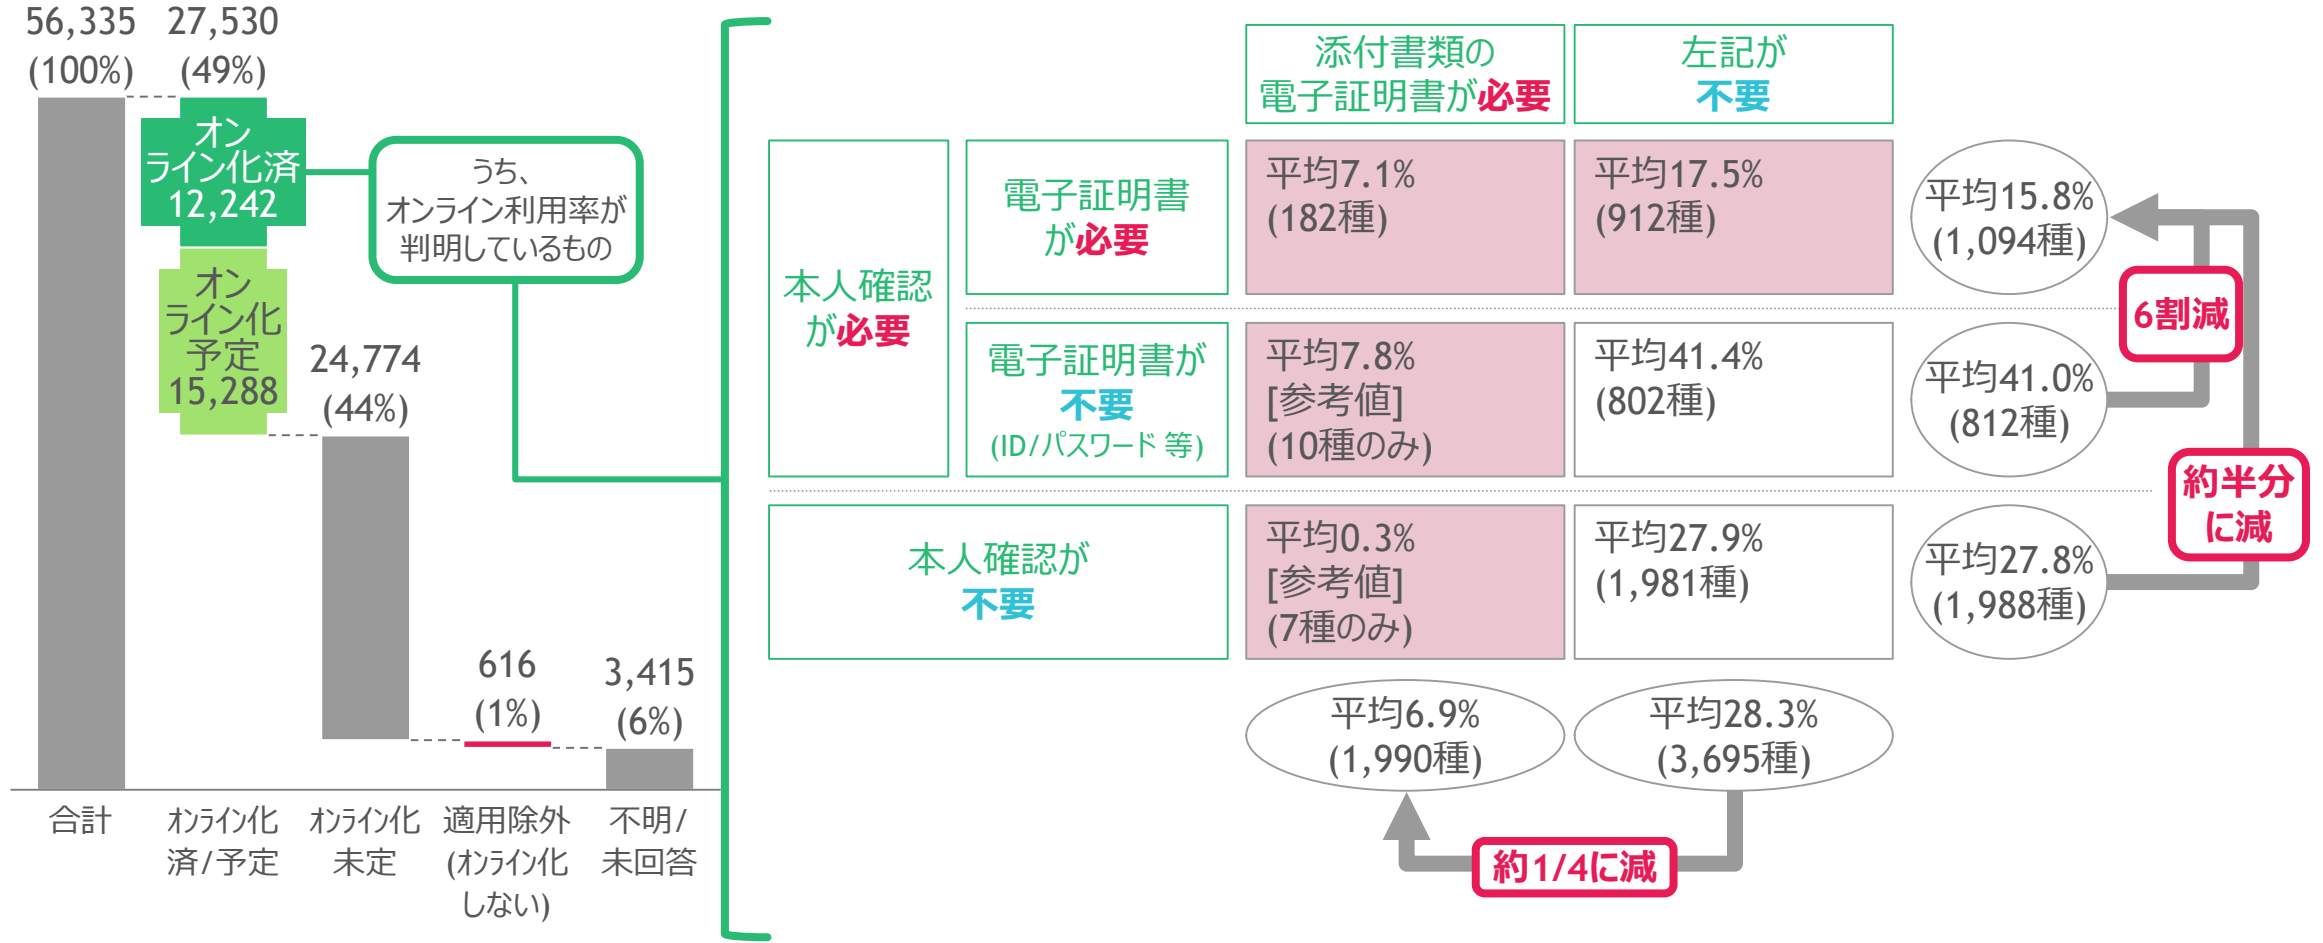 56,335
(100%)
27,530
(49%)
オン
ライン化済
12,242
オン
ライン化
予定
15,288
24,774
(44%)
616
(1%)
3,415
(6%)
合計
オンライン化
済/予定
オンライン化
未定
適用除外
(オンライン化
しない)
不明/
未回答
うち、
オンライン利用率が
判明しているもの
添付書類の
電子証明書が必要
左記が
不要
本人確認
が必要
電子証明書
が必要
平均7.1%
(182種)
平均17.5%
(912種)
平均15.8%
(1,094種)
電子証明書が
不要
(ID/パスワード 等)
平均7.8%
[参考値]
(10種のみ)
平均41.4%
(802種)
平均41.0%
(812種)
本人確認が
不要
平均0.3%
[参考値]
(7種のみ)
平均27.9%
(1,981種)
平均27.8%
(1,988種)
6割減
約半分
に減
平均6.9%
(1,990種)
平均28.3%
(3,695種)
約1/4に減